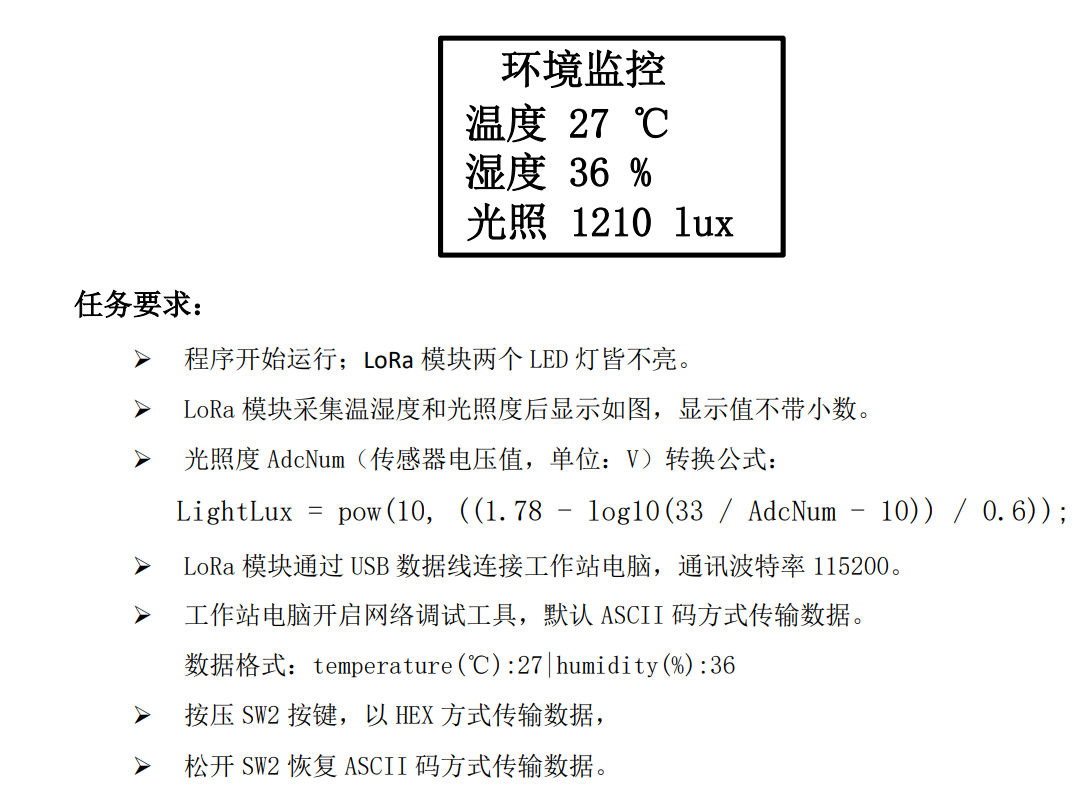 环境监控
温度 27 ℃
湿度 36 %
光照 1210 lux
任务要求：
➢ 程序开始运行；LoRa 模块两个 LED 灯皆不亮。
➢ LoRa 模块采集温湿度和光照度后显示如图，显示值不带小数。
➢ 光照度 AdcNum（传感器电压值，单位：V）转换公式：
LightLux = pow(10, ((1.78 - log10(33 / AdcNum - 10)) / 0.6));
➢ LoRa 模块通过 USB 数据线连接工作站电脑，通讯波特率 115200。
➢ 工作站电脑开启网络调试工具，默认 ASCII 码方式传输数据。
数据格式：temperature(℃):27|humidity(%):36
➢ 按压 SW2 按键，以 HEX 方式传输数据，
➢ 松开 SW2 恢复 ASCII 码方式传输数据。